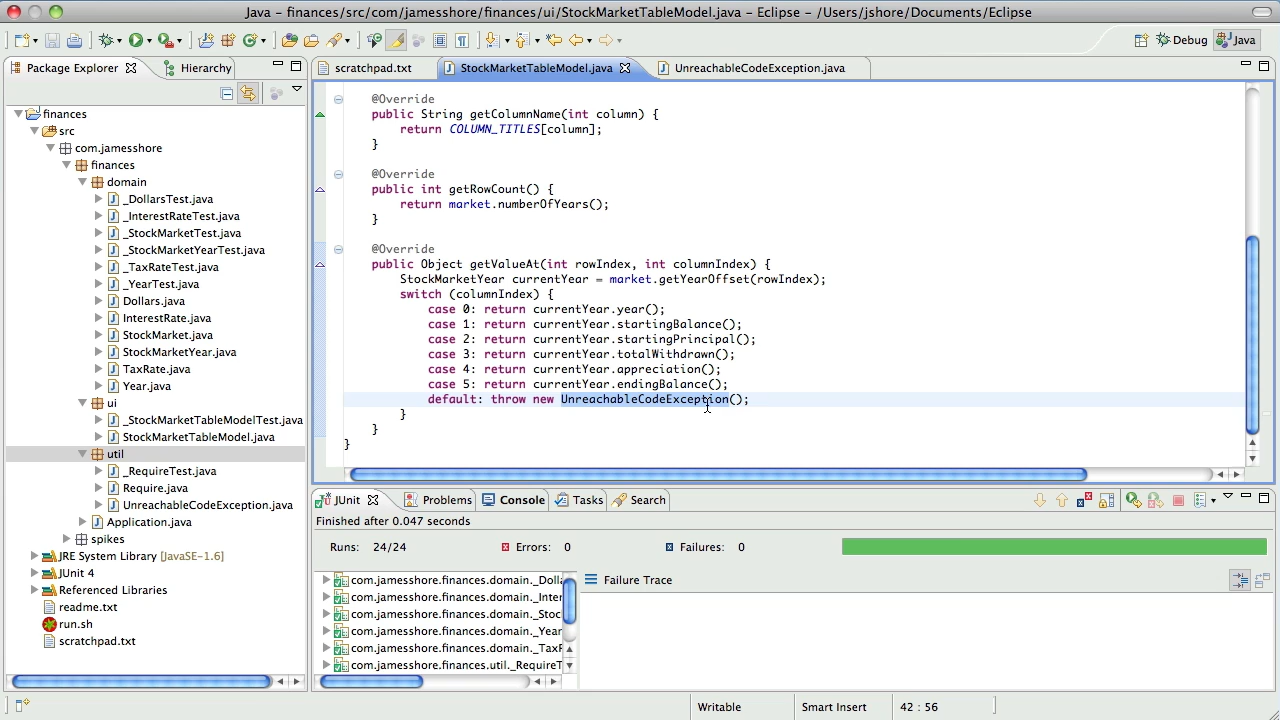 Java – finances/src/com/jamesshore/finances/ui/StockMarketTableModel.java – Eclipse – /Users/jshore/Documents/Eclipse
Debug
Java
Package Explorer
Hierarchy
finances
src
com.jamesshore
finances
domain
_DollarsTest.java
_InterestRateTest.java
_StockMarketTest.java
_StockMarketYearTest.java
_TaxRateTest.java
_YearTest.java
Dollars.java
InterestRate.java
StockMarket.java
StockMarketYear.java
TaxRate.java
Year.java
ui
_StockMarketTableModelTest.java
StockMarketTableModel.java
util
_RequireTest.java
Require.java
UnreachableCodeException.java
Application.java
spikes
JRE System Library [JavaSE-1.6]
JUnit 4
Referenced Libraries
readme.txt
run.sh
scratchpad.txt
scratchpad.txt
StockMarketTableModel.java
UnreachableCodeException.java
@Override
public String getColumnName(int column) {
return COLUMN_TITLES[column];
}
@Override
public int getRowCount() {
return market.numberOfYears();
}
@Override
public Object getValueAt(int rowIndex, int columnIndex) {
StockMarketYear currentYear = market.getYearOffset(rowIndex);
switch (columnIndex) {
case 0: return currentYear.year();
case 1: return currentYear.startingBalance();
case 2: return currentYear.startingPrincipal();
case 3: return currentYear.totalWithdrawn();
case 4: return currentYear.appreciation();
case 5: return currentYear.endingBalance();
default: throw new UnreachableCodeException();
}
}
}
JUnit
Problems
Console
Tasks
Search
Finished after 0.047 seconds
Runs: 24/24
Errors: 0
Failures: 0
com.jamesshore.finances.domain._Dolla
com.jamesshore.finances.domain._Inter
com.jamesshore.finances.domain._Stoc
com.jamesshore.finances.domain._Year
com.jamesshore.finances.domain._TaxR
com.jamesshore.finances.util._RequireT
Failure Trace
Writable
Smart Insert
42 : 56